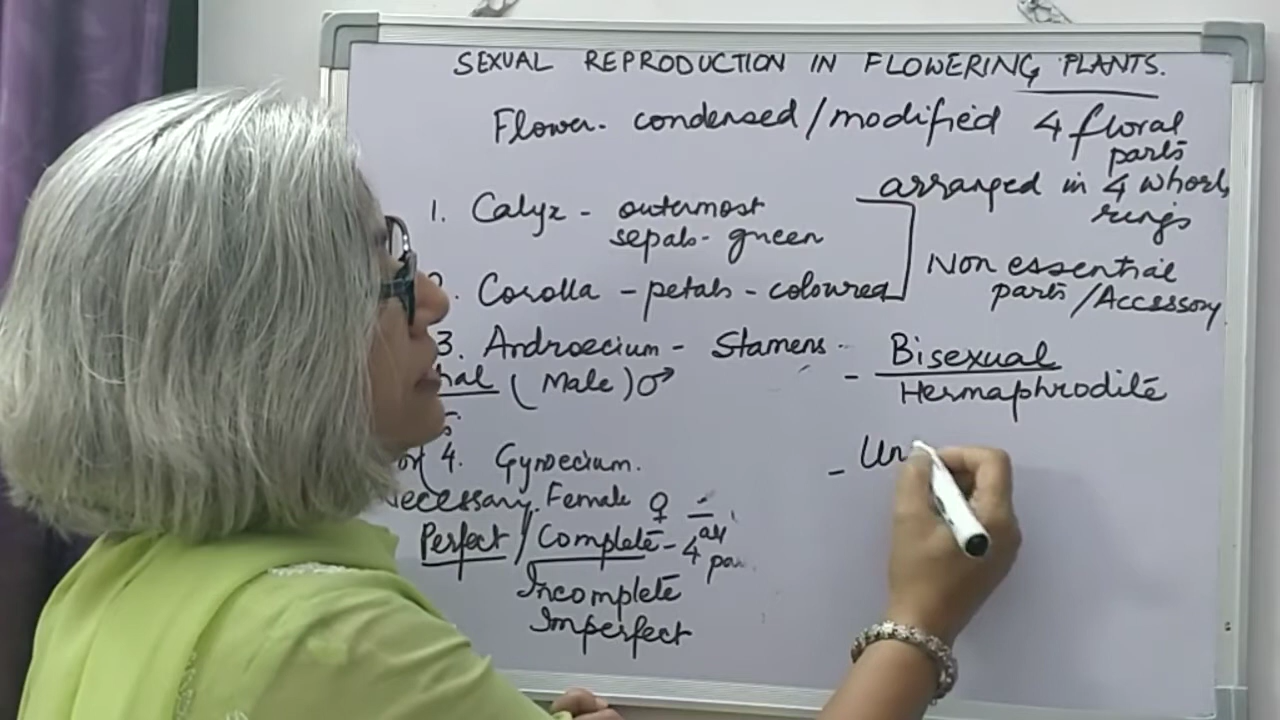 SEXUAL REPRODUCTION IN FLOWERING PLANTS.
Flower. condensed/modified 4 floral
parts
arranged in 4 whorls
rings
1. Calyx - outermost
sepals - green
Non essential
parts/Accessory
2. Corolla - petals - coloured
3. Androecium - Stamens -
(Male) ♂
- Bisexual
Hermaphrodite
4. Gynoecium.
- Un
Necessary. Female ♀ -
Perfect / Complete - 4 all
Incomplete
Imperfect